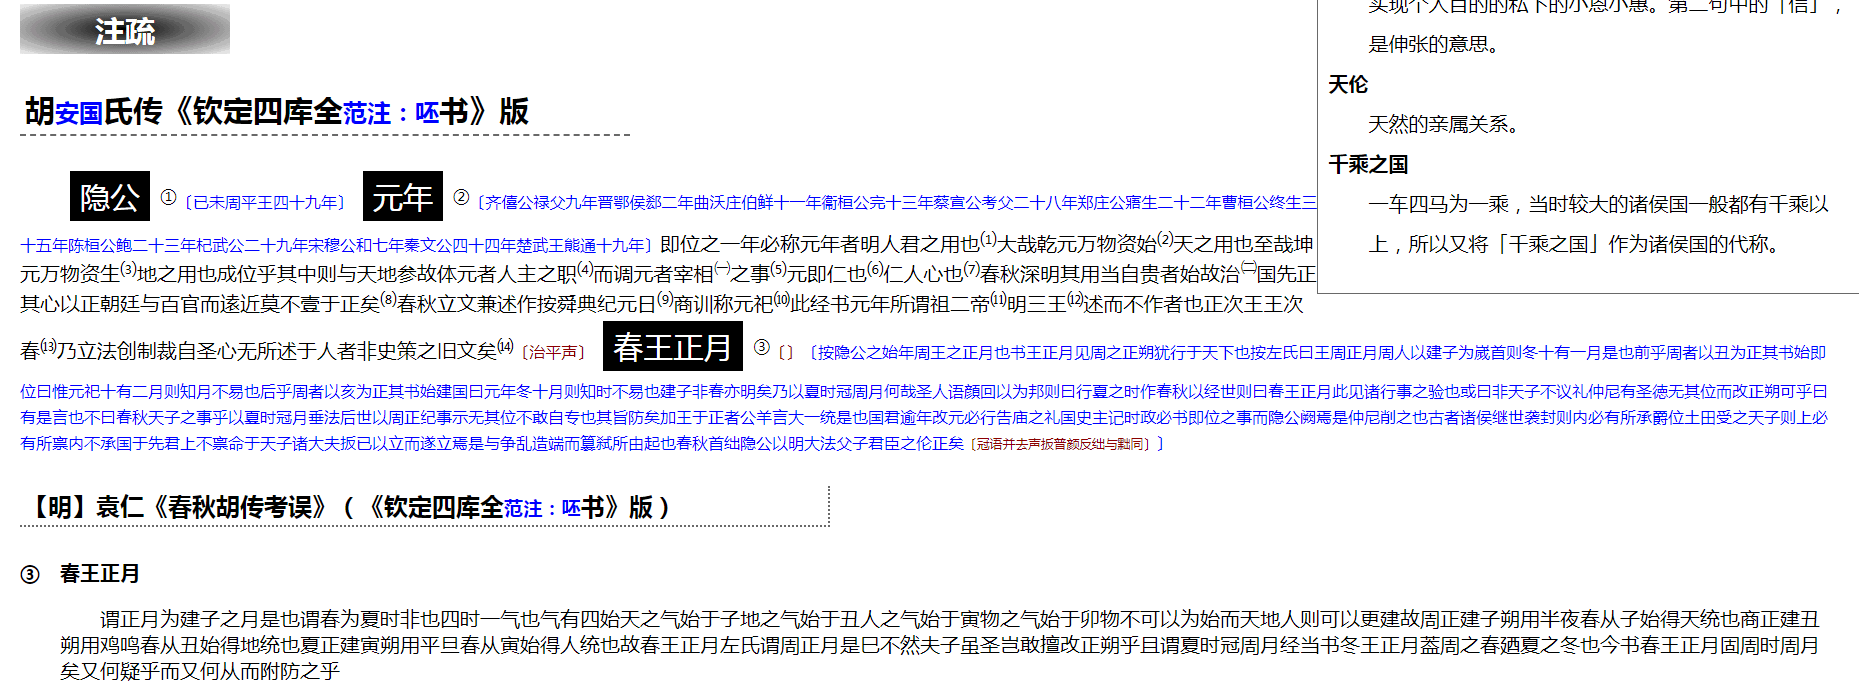 注疏
胡安国氏传《钦定四库全范注：呸书》版
隐公 ①〔已未周平王四十九年〕 元年 ②〔齐僖公禄父九年晋鄂侯郄二年曲沃庄伯鲜十一年衞桓公完十三年蔡宣公考父二十八年郑庄公寤生二十二年曹桓公终生三
十五年陈桓公鲍二十三年杞武公二十九年宋穆公和七年秦文公四十四年楚武王熊通十九年〕即位之一年必称元年者明人君之用也⑴大哉乾元万物资始⑵天之用也至哉坤
元万物资生⑶地之用也成位乎其中则与天地参故体元者人主之职⑷而调元者宰相㈠之事⑸元即仁也⑹仁人心也⑺春秋深明其用当自贵者始故治㈡国先正
其心以正朝廷与百官而逺近莫不壹于正矣⑻春秋立文兼述作按舜典纪元日⑼商训称元祀⑽此经书元年所谓祖二帝⑾明三王⑿述而不作者也正次王王次
春⒀乃立法创制裁自圣心无所述于人者非史策之旧文矣⒁〔治平声〕 春王正月 ③〔〕〔按隐公之始年周王之正月也书王正月见周之正朔犹行于天下也按左氏曰王周正月周人以建子为嵗首则冬十有一月是也前乎周者以丑为正其书始即
位曰惟元祀十有二月则知月不易也后乎周者以亥为正其书始建国曰元年冬十月则知时不易也建子非春亦明矣乃以夏时冠周月何哉圣人语顔回以为邦则曰行夏之时作春秋以经世则曰春王正月此见诸行事之验也或曰非天子不议礼仲尼有圣徳无其位而改正朔可乎曰
有是言也不曰春秋天子之事乎以夏时冠月垂法后世以周正纪事示无其位不敢自专也其旨防矣加王于正者公羊言大一统是也国君逾年改元必行告庙之礼国史主记时政必书即位之事而隐公阙焉是仲尼削之也古者诸侯继世袭封则内必有所承爵位土田受之天子则上必
有所禀内不承国于先君上不禀命于天子诸大夫扳已以立而遂立焉是与争乱造端而簒弑所由起也春秋首绌隐公以明大法父子君臣之伦正矣〔冠语并去声扳普颜反绌与黜同〕〕
【明】袁仁《春秋胡传考误》（《钦定四库全范注：呸书》版）
③ 春王正月
谓正月为建子之月是也谓春为夏时非也四时一气也气有四始天之气始于子地之气始于丑人之气始于寅物之气始于卯物不可以为始而天地人则可以更建故周正建子朔用半夜春从子始得天统也商正建丑
朔用鸡鸣春从丑始得地统也夏正建寅朔用平旦春从寅始得人统也故春王正月左氏谓周正月是巳不然夫子虽圣岂敢擅改正朔乎且谓夏时冠周月经当书冬王正月葢周之春廼夏之冬也今书春王正月固周时周月
矣又何疑乎而又何从而附防之乎
实现个人目的的私下的小恩小惠。第二句中的「信」，
是伸张的意思。
天伦
天然的亲属关系。
千乘之国
一车四马为一乘，当时较大的诸侯国一般都有千乘以
上，所以又将「千乘之国」作为诸侯国的代称。